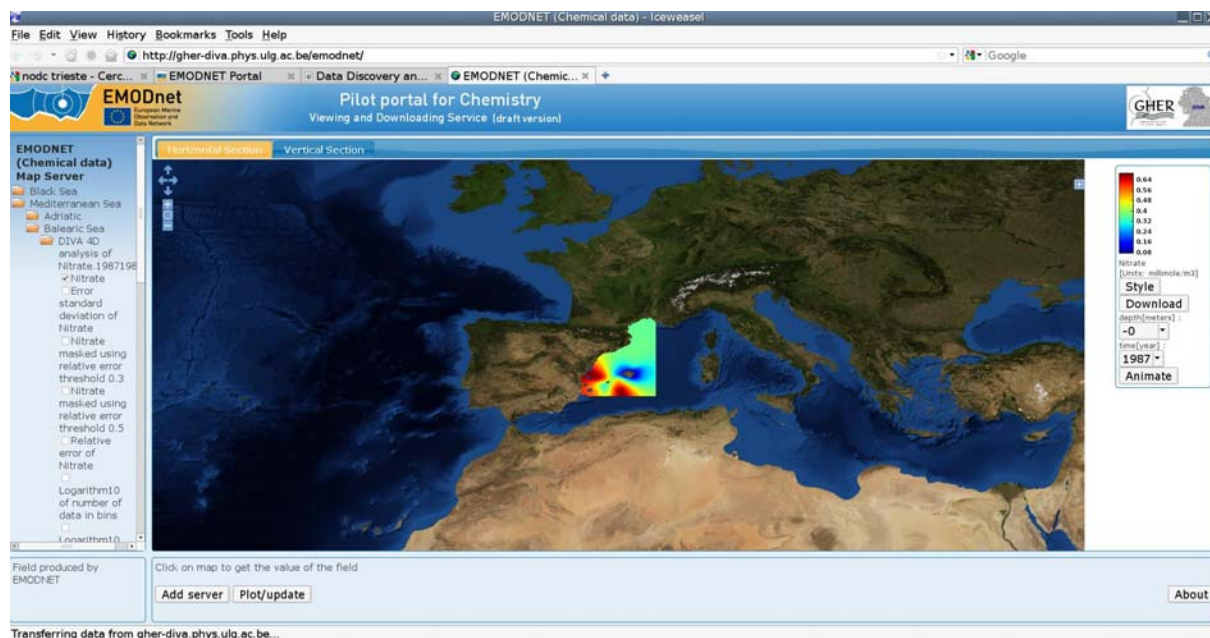 EMODNET (Chemical data) - Iceweasel
File Edit View History Bookmarks Tools Help
http://gher-diva.phys.ulg.ac.be/emodnet/
Google
nodc trieste - Cerc...
EMODNET Portal
Data Discovery an...
EMODNET (Chemic...
EMODnet
European Marine
Observation and
Data Network
Pilot portal for Chemistry
Viewing and Downloading Service (draft version)
GHER
DIVA
EMODNET
(Chemical data)
Map Server
Black Sea
Mediterranean Sea
Adriatic
Balearic Sea
DIVA 4D
analysis of
Nitrate.1987198
Nitrate
Error
standard
deviation of
Nitrate
Nitrate
masked using
relative error
threshold 0.3
Nitrate
masked using
relative error
threshold 0.5
Relative
error of
Nitrate
Logarithm10
of number of
data in bins
Logarithm10
Horizontal Section
Vertical Section
0.64
0.56
0.48
0.4
0.32
0.24
0.16
0.08
Nitrate
[Units: millimole/m3]
Style
Download
depth[meters] :
-0
time[year] :
1987
Animate
Field produced by
EMODNET
Click on map to get the value of the field
Add server
Plot/update
About
Transferring data from gher-diva.phys.ulg.ac.be...